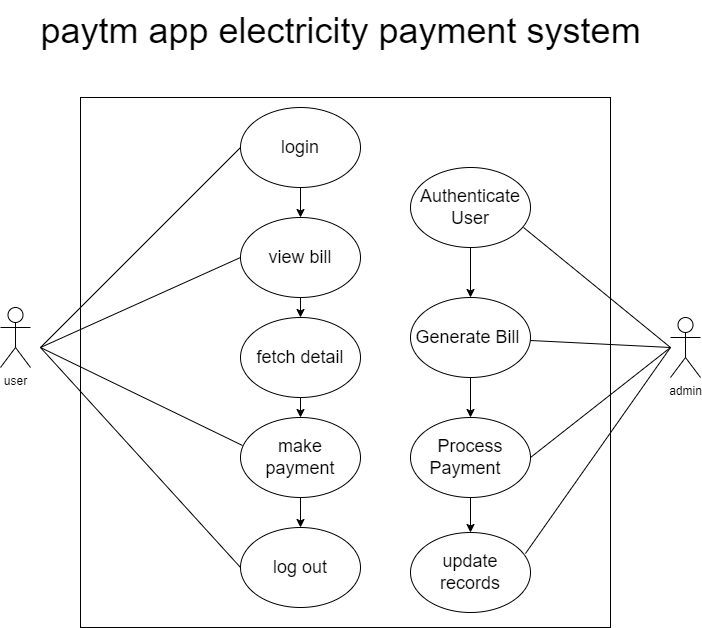 paytm app electricity payment system
login
view bill
fetch detail
make
payment
log out
Authenticate
User
Generate Bill
Process
Payment
update
records
user
admin